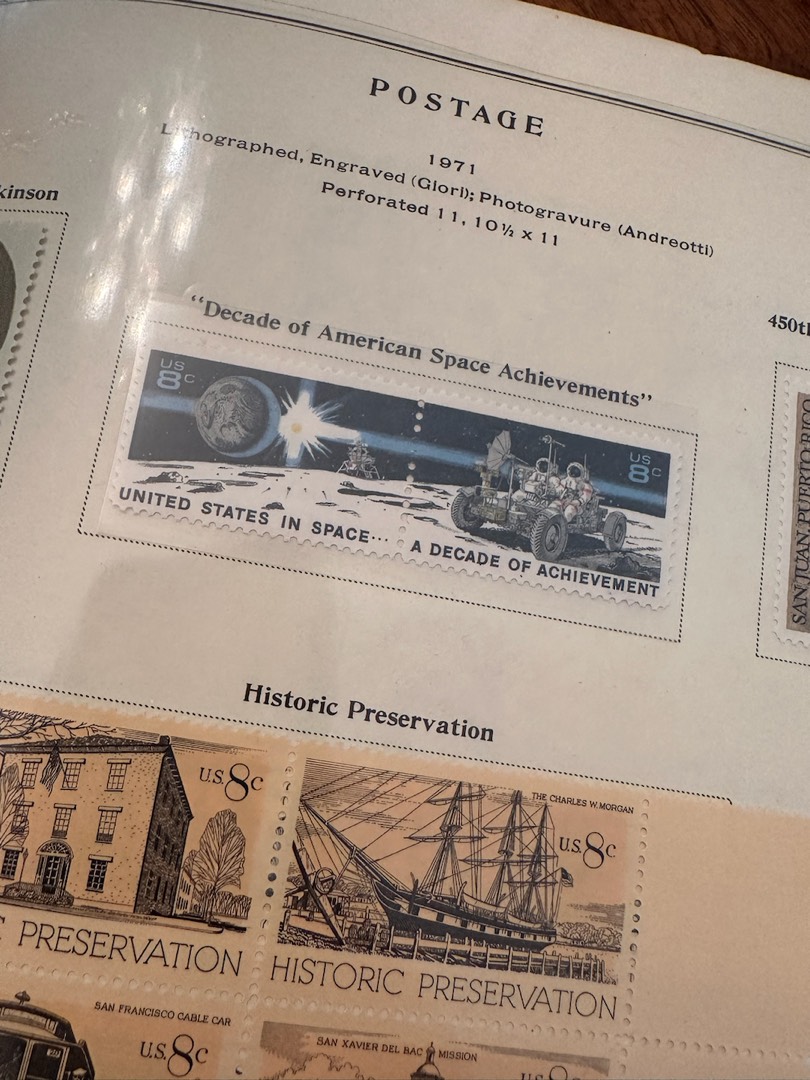 POSTAGE
1971
Lithographed, Engraved (Giori); Photogravure (Andreotti)
Perforated 11, 10½ x 11
kinson
"Decade of American Space Achievements"
450th
US
8c
US
8c
UNITED STATES IN SPACE...
A DECADE OF ACHIEVEMENT
SAN JUAN, PUERTO RICO
Historic Preservation
U.S. 8c
C PRESERVATION
THE CHARLES W. MORGAN
U.S. 8c
HISTORIC PRESERVATION
SAN FRANCISCO CABLE CAR
U.S. 8c
SAN XAVIER DEL BAC MISSION